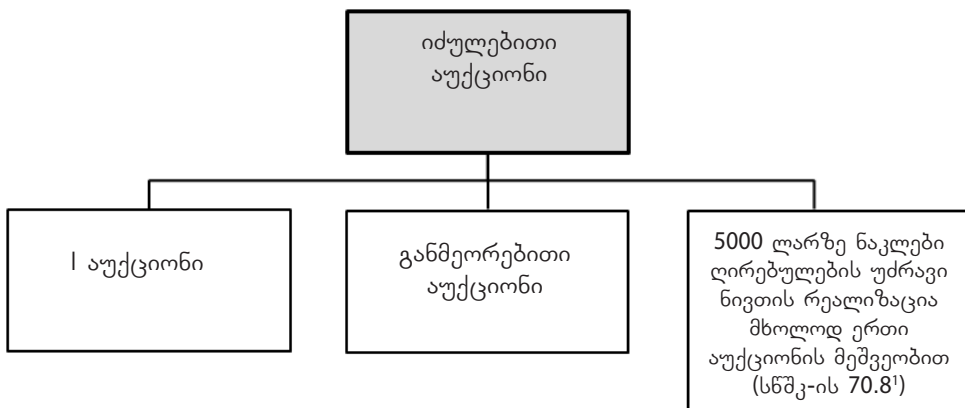 იძულებითი
აუქციონი
I აუქციონი
განმეორებითი
აუქციონი
5000 ლარზე ნაკლები
ღირებულების უძრავი
ნივთის რეალიზაცია
მხოლოდ ერთი
აუქციონის მეშვეობით
(სწშკ-ის 70.8¹)